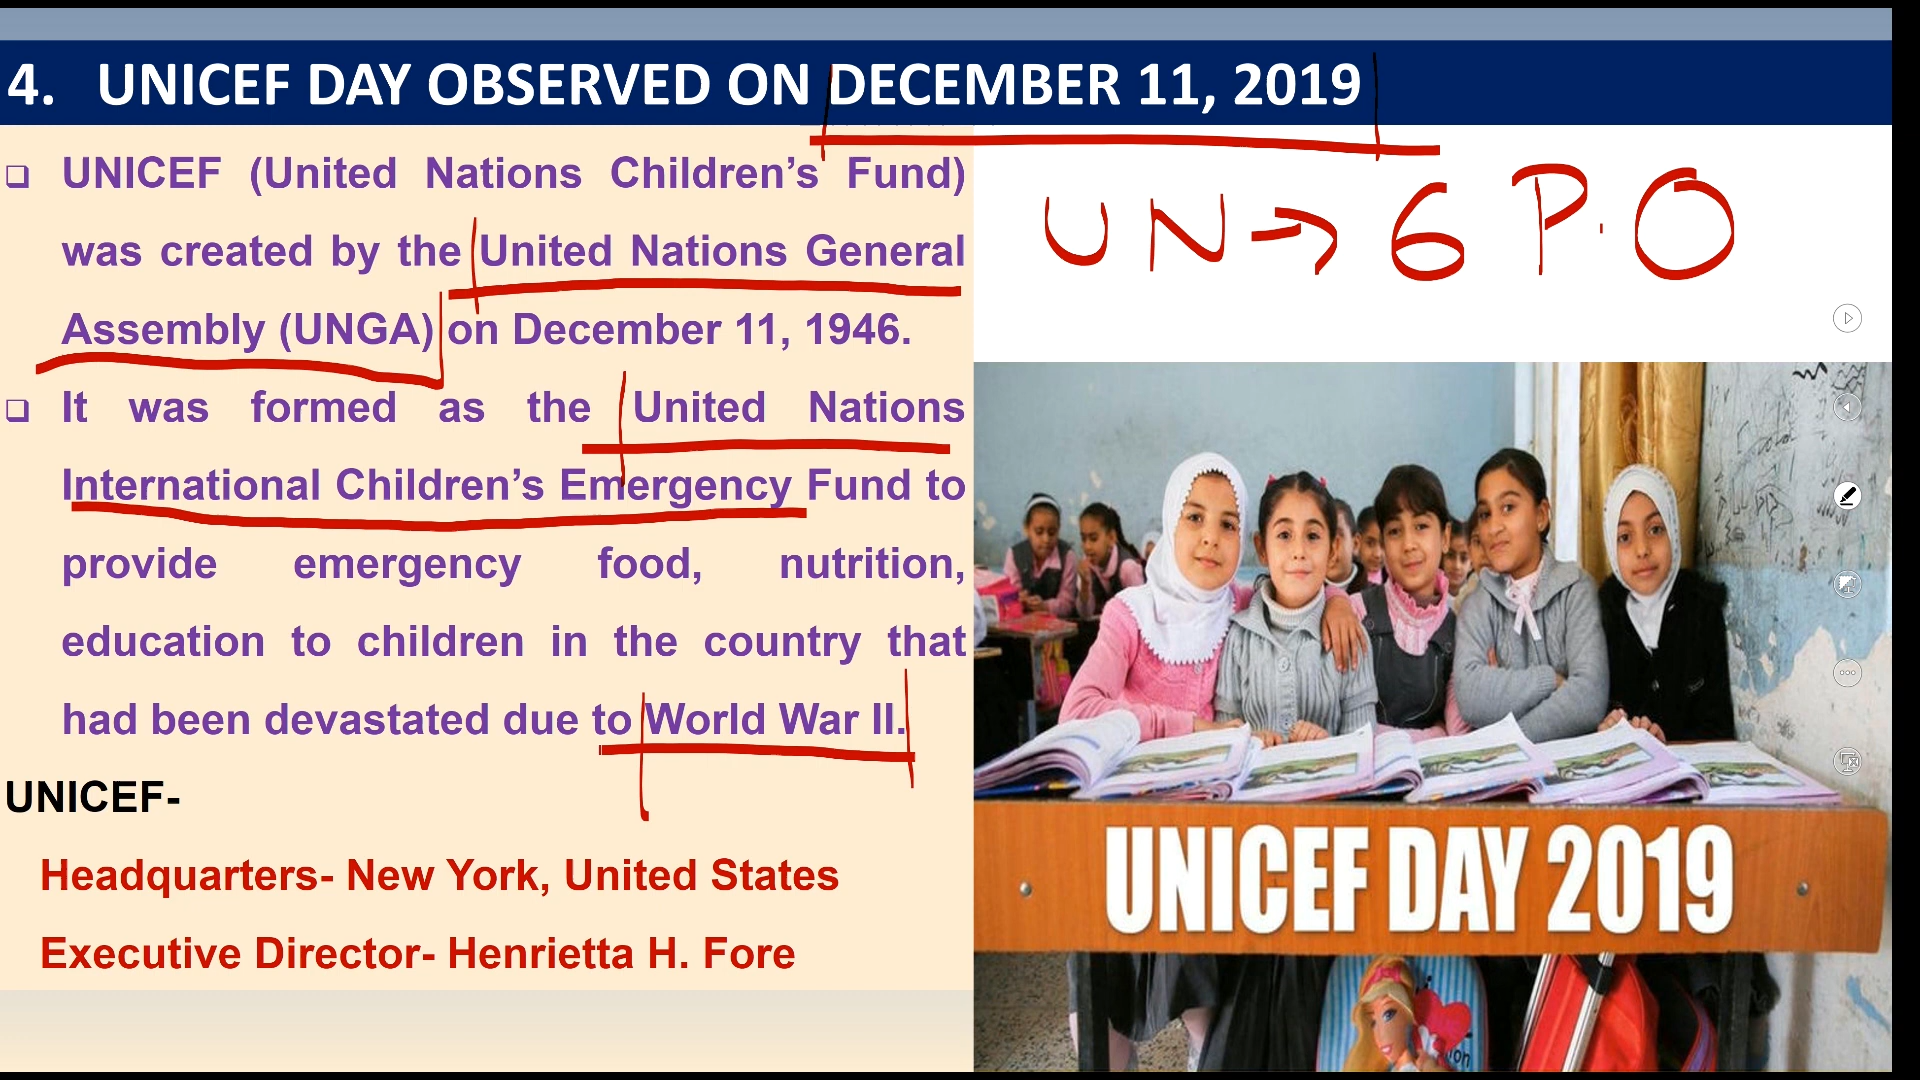 4. UNICEF DAY OBSERVED ON DECEMBER 11, 2019
❑ UNICEF (United Nations Children’s Fund)
was created by the United Nations General
Assembly (UNGA) on December 11, 1946.
❑ It was formed as the United Nations
International Children’s Emergency Fund to
provide emergency food, nutrition,
education to children in the country that
had been devastated due to World War II.
UNICEF-
Headquarters- New York, United States
Executive Director- Henrietta H. Fore
UN→ 6 P.O
UNICEF DAY 2019